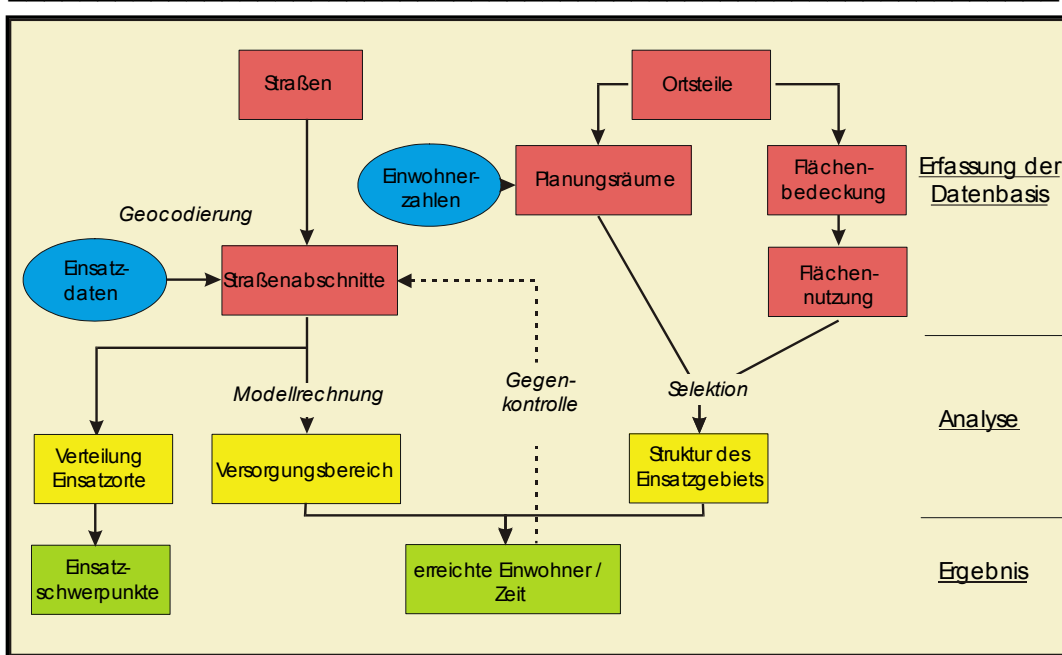 Straßen
Ortsteile
Einwohner-
zahlen
Planungsräume
Flächen-
bedeckung
Erfassung der
Datenbasis
Geocodierung
Einsatz-
daten
Straßenabschnitte
Flächen-
nutzung
Modellrechnung
Gegen-
kontrolle
Selektion
Analyse
Verteilung
Einsatzorte
Versorgungsbereich
Struktur des
Einsatzgebiets
Einsatz-
schwerpunkte
erreichte Einwohner /
Zeit
Ergebnis